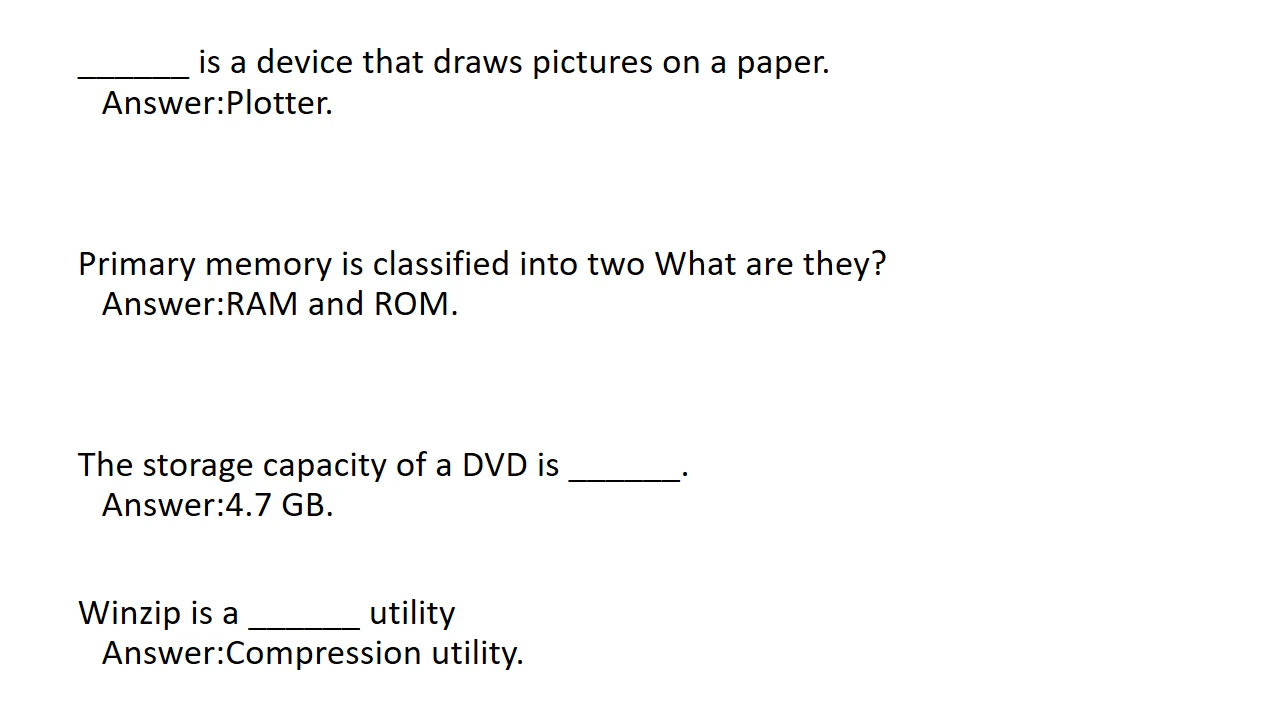 ______ is a device that draws pictures on a paper.
Answer:Plotter.
Primary memory is classified into two What are they?
Answer:RAM and ROM.
The storage capacity of a DVD is ______.
Answer:4.7 GB.
Winzip is a ______ utility
Answer:Compression utility.